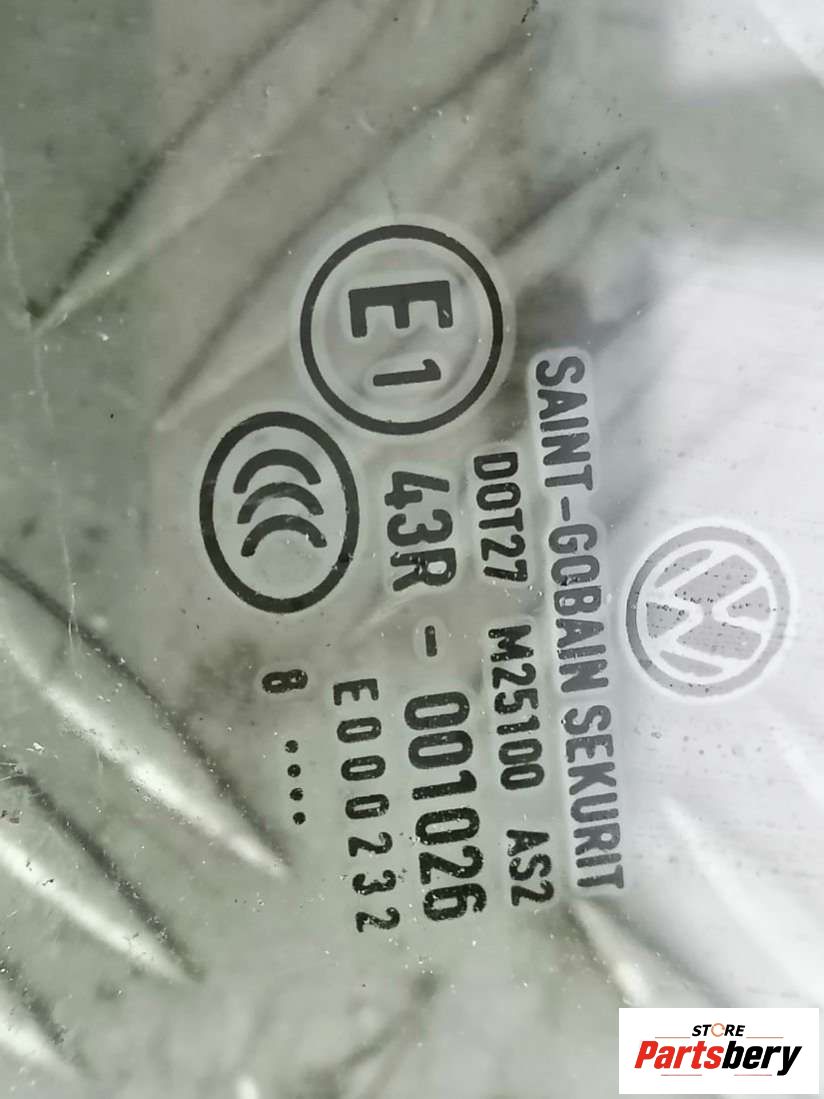 SAINT-GOBAIN SEKURIT
DOT27 M25100 AS2
E1
43R - 001026
E000232
8 ....
STORE
Partsbery